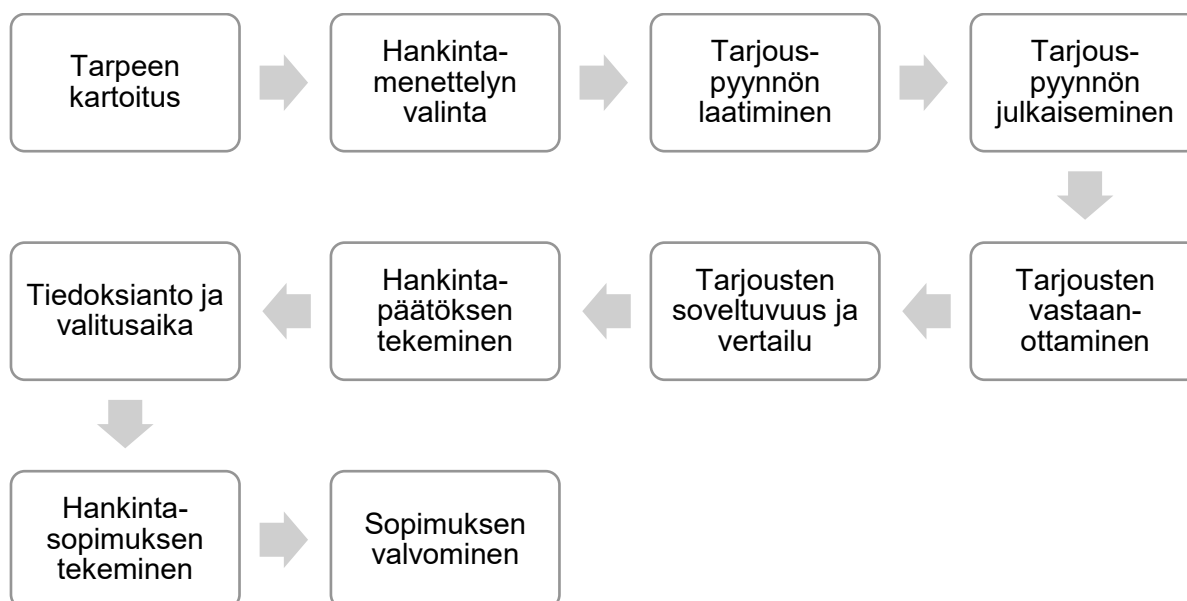 Tarpeen
kartoitus
Hankinta-
menettelyn
valinta
Tarjous-
pyynnön
laatiminen
Tarjous-
pyynnön
julkaiseminen
Tarjousten
vastaan-
ottaminen
Tarjousten
soveltuvuus ja
vertailu
Hankinta-
päätöksen
tekeminen
Tiedoksianto ja
valitusaika
Hankinta-
sopimuksen
tekeminen
Sopimuksen
valvominen